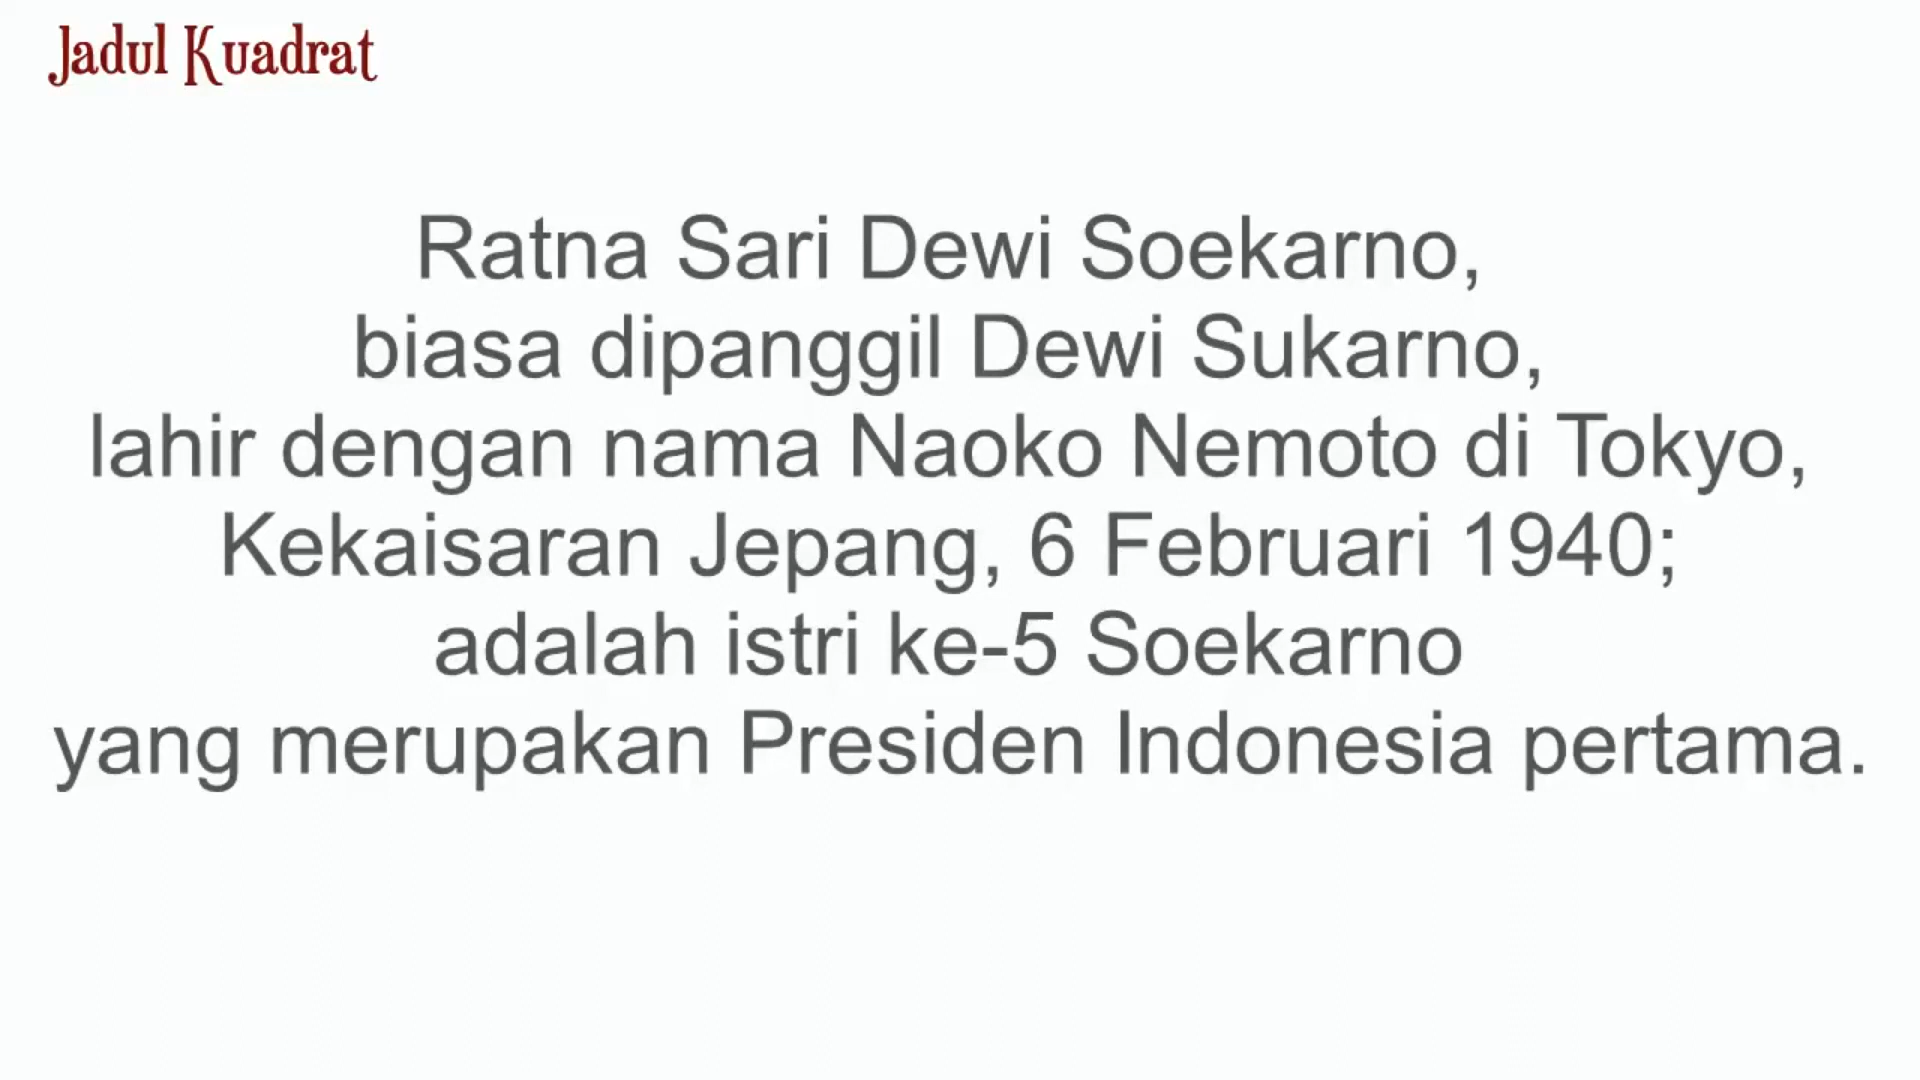 Jadul Kuadrat
Ratna Sari Dewi Soekarno,
biasa dipanggil Dewi Sukarno,
lahir dengan nama Naoko Nemoto di Tokyo,
Kekaisaran Jepang, 6 Februari 1940;
adalah istri ke-5 Soekarno
yang merupakan Presiden Indonesia pertama.